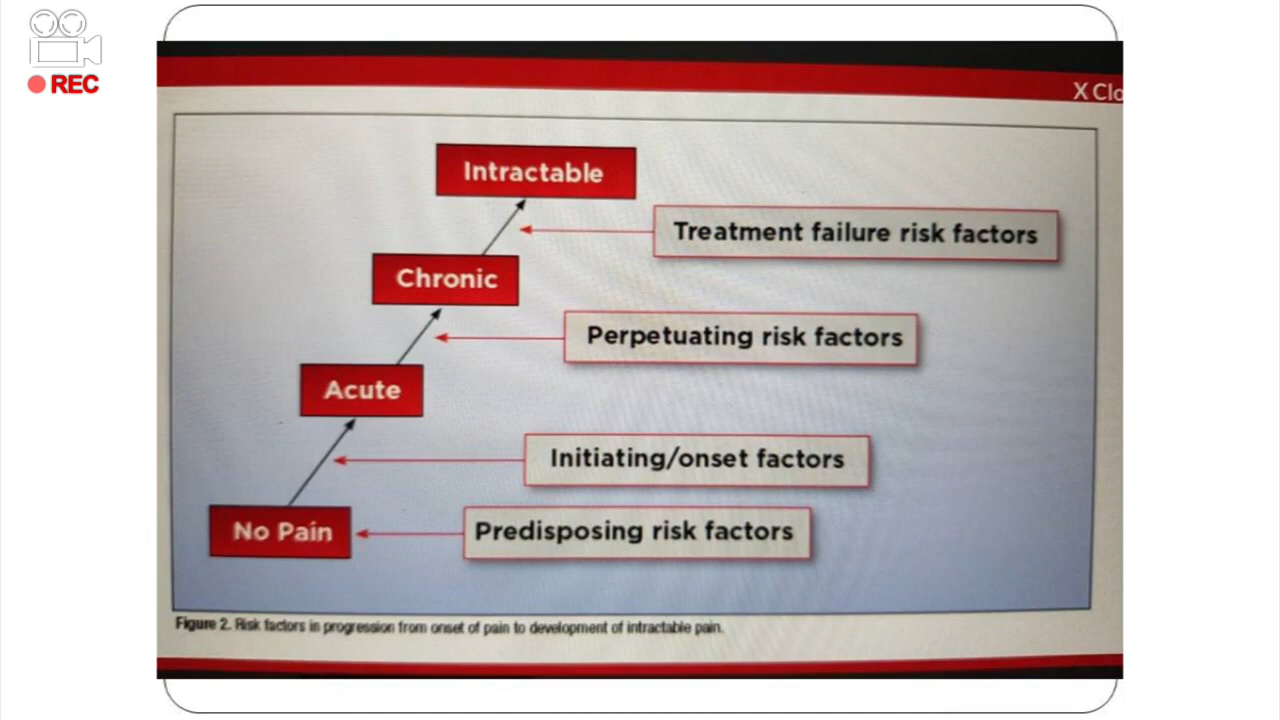 REC
X Clo
Intractable
Treatment failure risk factors
Chronic
Perpetuating risk factors
Acute
Initiating/onset factors
No Pain
Predisposing risk factors
Figure 2. Risk factors in progression from onset of pain to development of intractable pain.